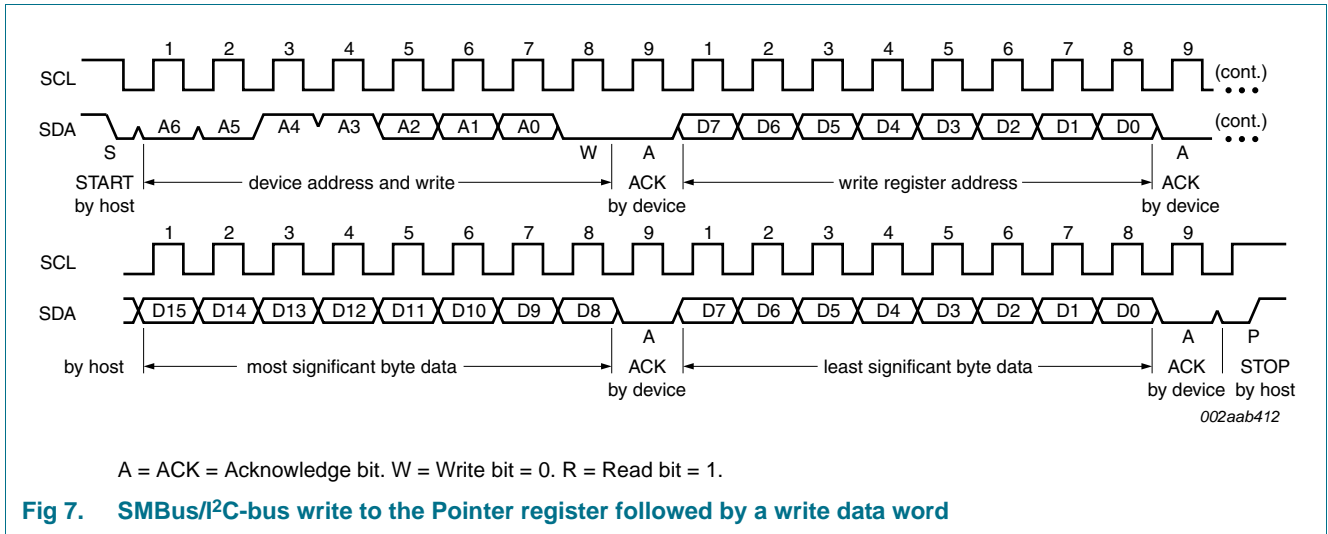 1 2 3 4 5 6 7 8 9 1 2 3 4 5 6 7 8 9
SCL (cont.)
SDA A6 A5 A4 A3 A2 A1 A0 D7 D6 D5 D4 D3 D2 D1 D0 (cont.)
S W A A
START device address and write ACK write register address ACK
by host by device by device
1 2 3 4 5 6 7 8 9 1 2 3 4 5 6 7 8 9
SCL
SDA D15 D14 D13 D12 D11 D10 D9 D8 D7 D6 D5 D4 D3 D2 D1 D0
A A P
by host most significant byte data ACK least significant byte data ACK STOP
by device by device by host
002aab412
A = ACK = Acknowledge bit. W = Write bit = 0. R = Read bit = 1.
Fig 7. SMBus/I²C-bus write to the Pointer register followed by a write data word